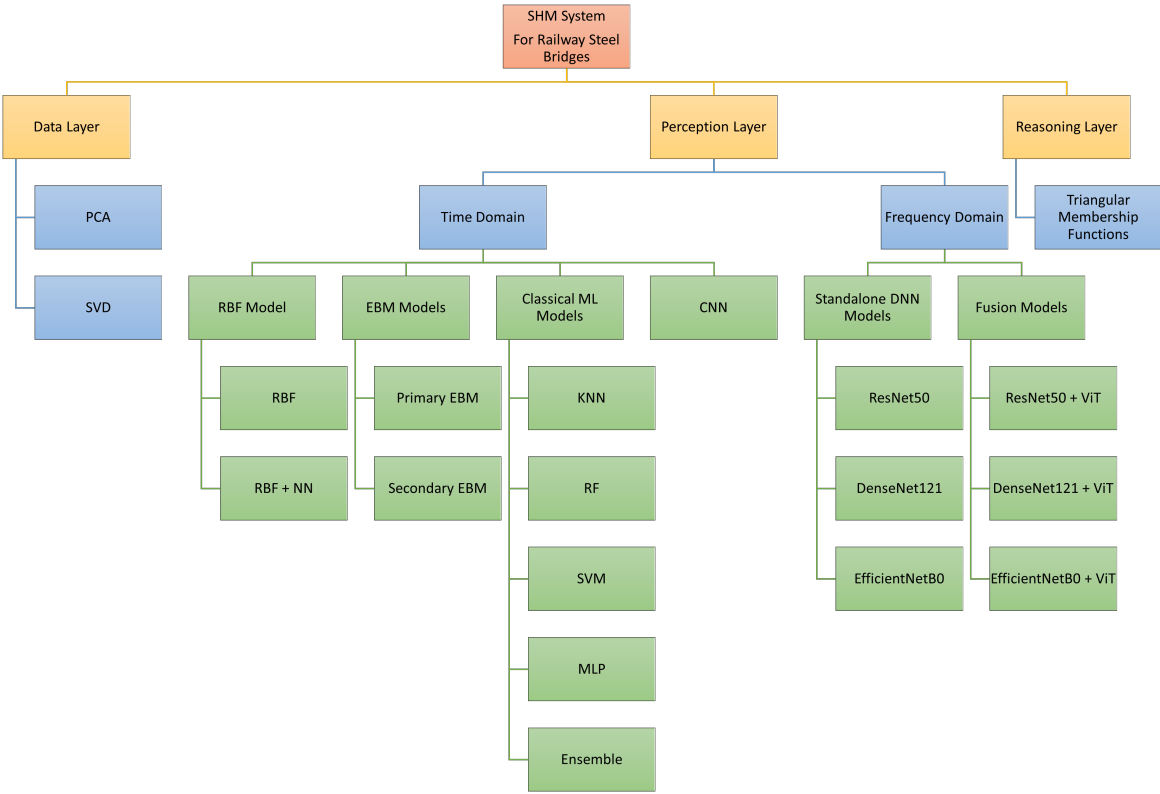 SHM System
For Railway Steel
Bridges
Data Layer
Perception Layer
Reasoning Layer
PCA
Time Domain
Frequency Domain
Triangular
Membership
Functions
SVD
RBF Model
EBM Models
Classical ML
Models
CNN
Standalone DNN
Models
Fusion Models
RBF
Primary EBM
KNN
ResNet50
ResNet50 + ViT
RBF + NN
Secondary EBM
RF
DenseNet121
DenseNet121 + ViT
SVM
EfficientNetB0
EfficientNetB0 + ViT
MLP
Ensemble